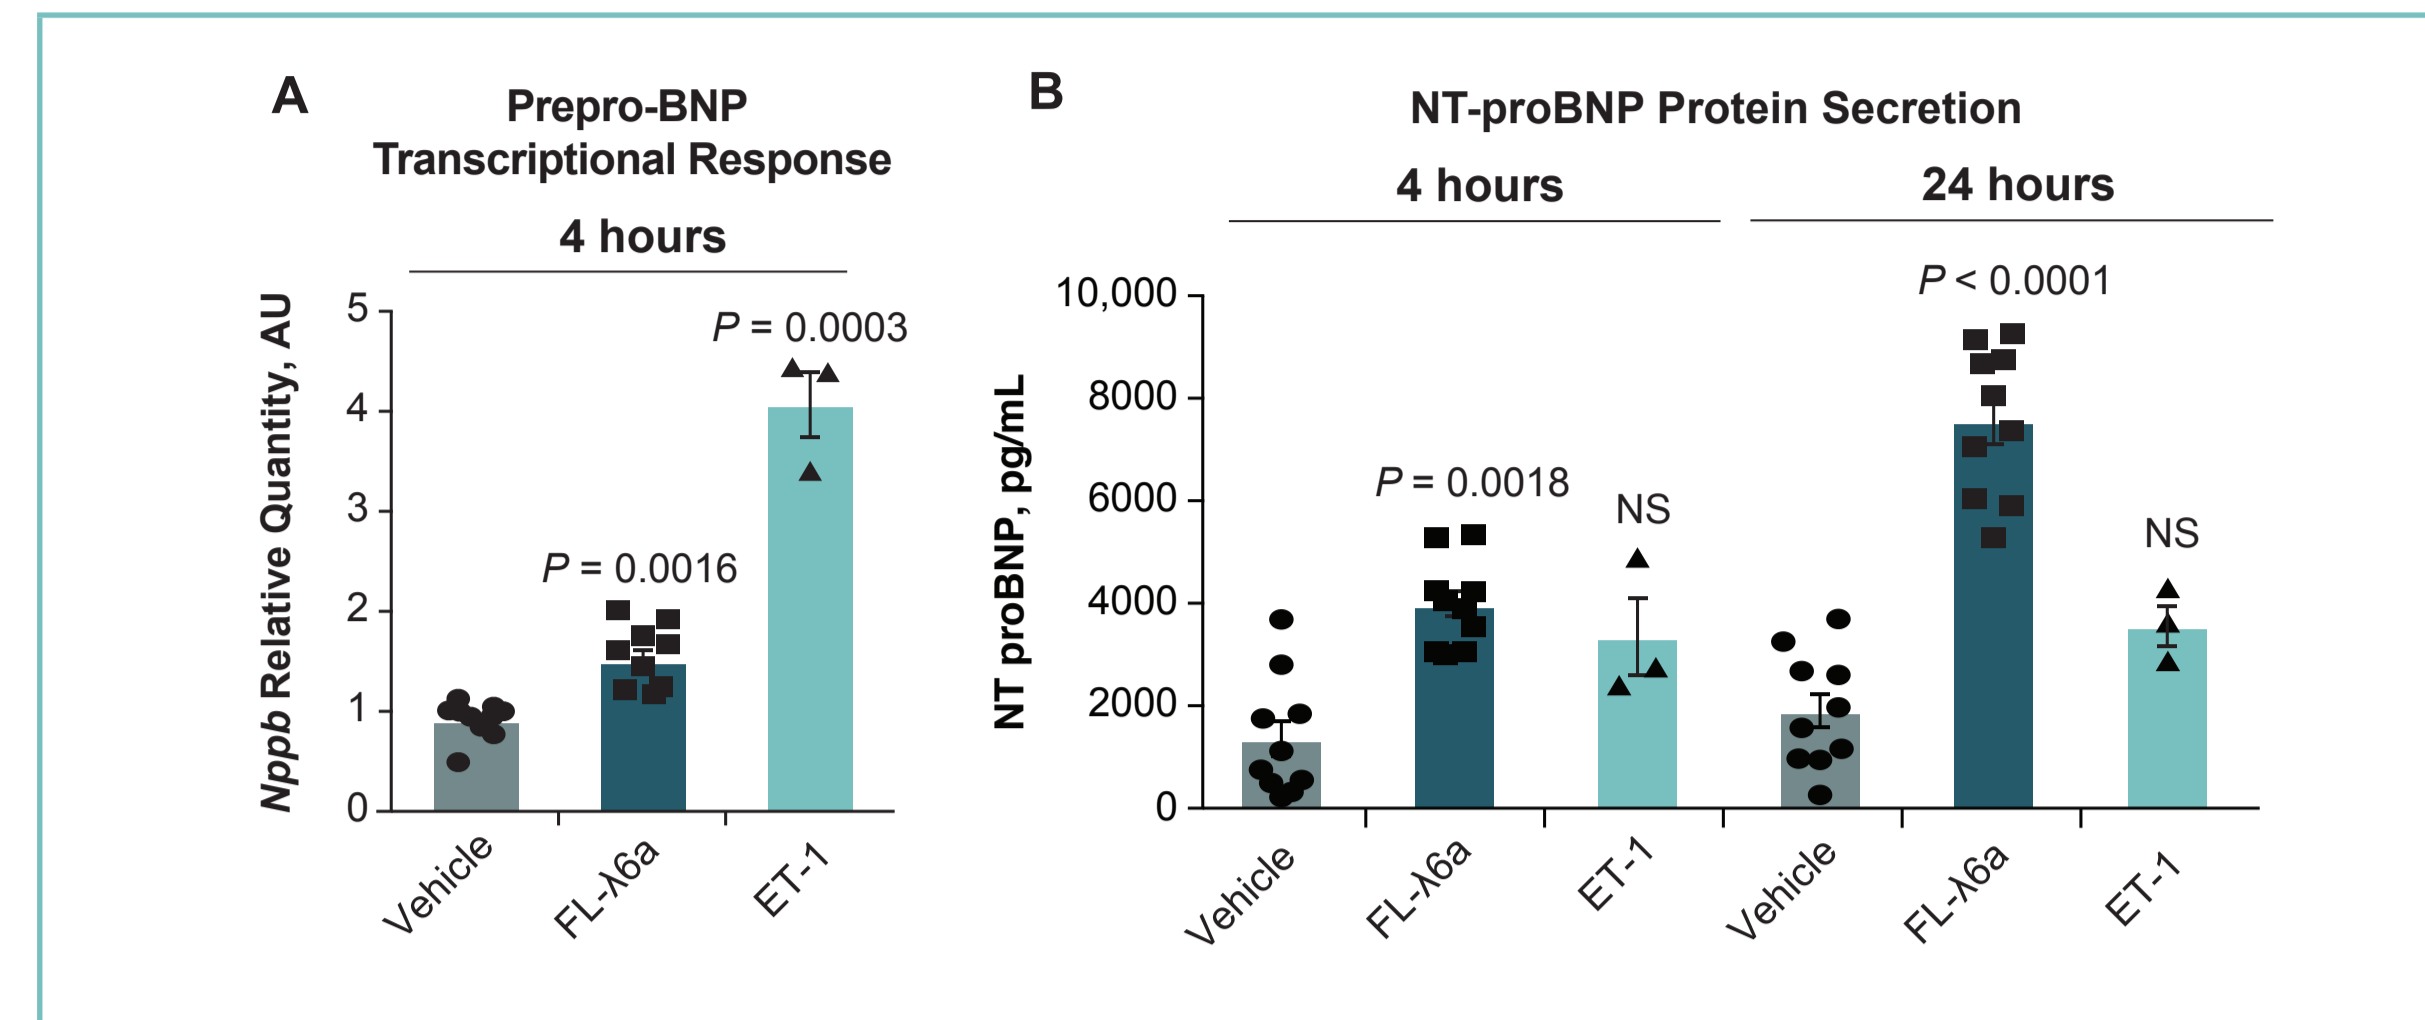 A
Prepro-BNP
Transcriptional Response
4 hours
Nppb Relative Quantity, AU
5
4
3
2
1
0
P = 0.0016
P = 0.0003
Vehicle
FL-λ6a
ET-1
B
NT-proBNP Protein Secretion
4 hours
24 hours
NT proBNP, pg/mL
10,000
8000
6000
4000
2000
0
P = 0.0018
NS
P < 0.0001
NS
Vehicle
FL-λ6a
ET-1
Vehicle
FL-λ6a
ET-1